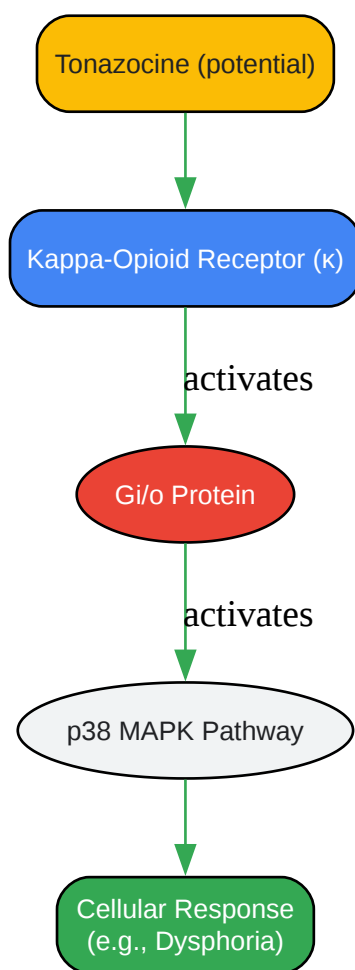 Tonazocine (potential)
Kappa-Opioid Receptor (κ)
activates
Gi/o Protein
activates
p38 MAPK Pathway
Cellular Response
(e.g., Dysphoria)